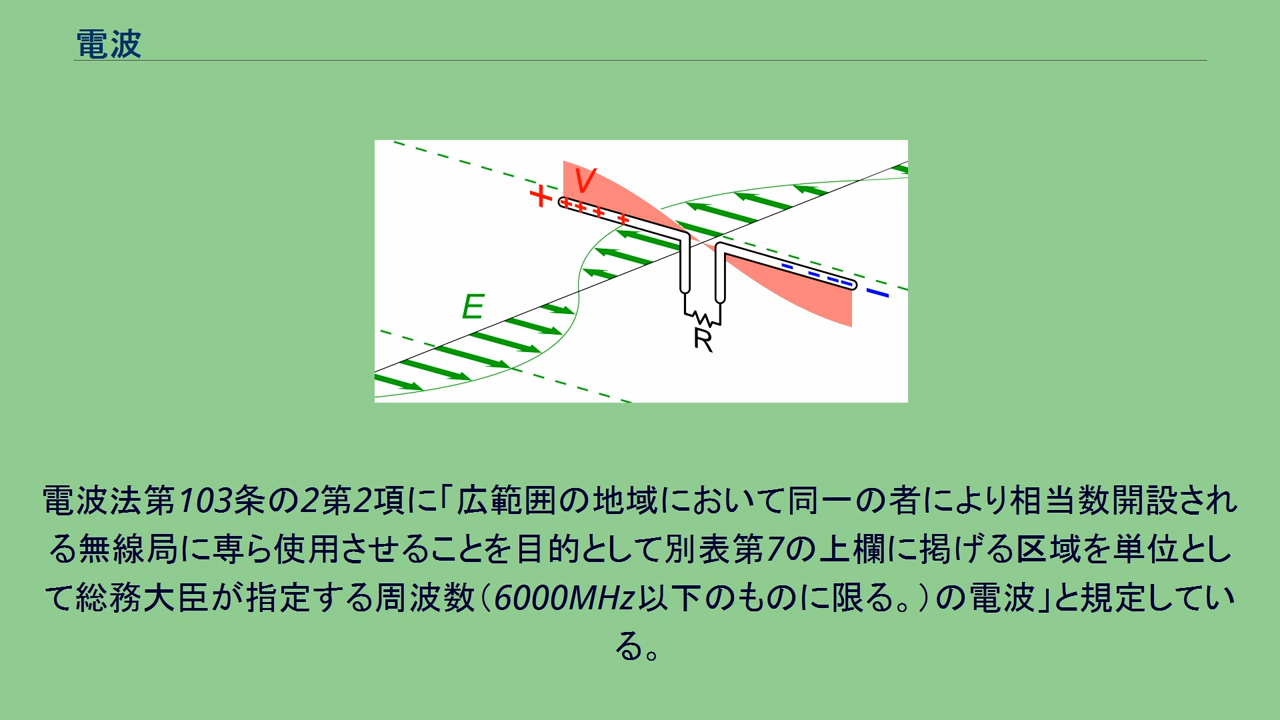 電波
V
E
R
電波法第103条の2第2項に「広範囲の地域において同一の者により相当数開設され
る無線局に専ら使用させることを目的として別表第7の上欄に掲げる区域を単位とし
て総務大臣が指定する周波数（6000MHz以下のものに限る。）の電波」と規定してい
る。